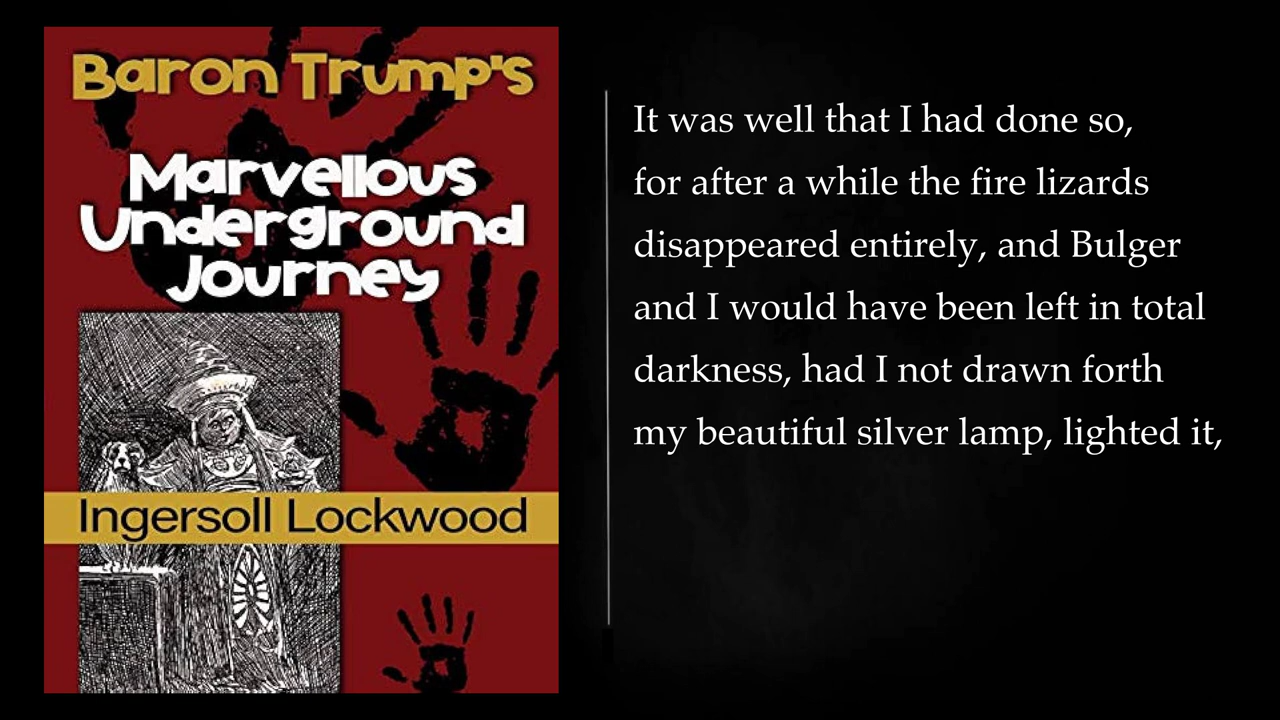 Baron Trump's
Marvellous
Underground
Journey
Ingersoll Lockwood
It was well that I had done so,
for after a while the fire lizards
disappeared entirely, and Bulger
and I would have been left in total
darkness, had I not drawn forth
my beautiful silver lamp, lighted it,